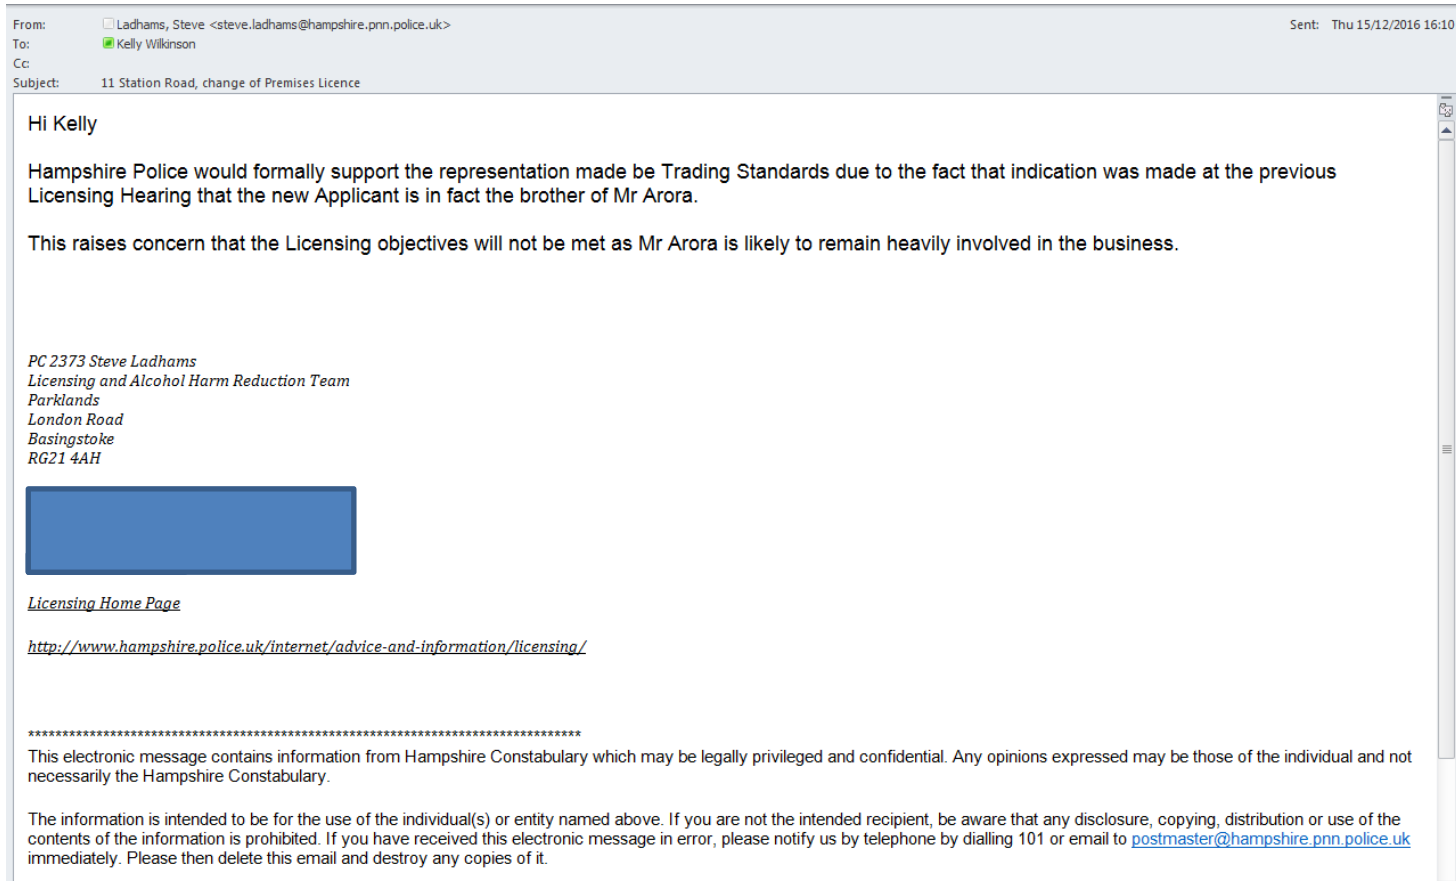 From: Ladhams, Steve <steve.ladhams@hampshire.pnn.police.uk> Sent: Thu 15/12/2016 16:10
To: Kelly Wilkinson
Cc:
Subject: 11 Station Road, change of Premises Licence
Hi Kelly
Hampshire Police would formally support the representation made be Trading Standards due to the fact that indication was made at the previous
Licensing Hearing that the new Applicant is in fact the brother of Mr Arora.
This raises concern that the Licensing objectives will not be met as Mr Arora is likely to remain heavily involved in the business.
PC 2373 Steve Ladhams
Licensing and Alcohol Harm Reduction Team
Parklands
London Road
Basingstoke
RG21 4AH
Licensing Home Page
http://www.hampshire.police.uk/internet/advice-and-information/licensing/
********************************************************************************
This electronic message contains information from Hampshire Constabulary which may be legally privileged and confidential. Any opinions expressed may be those of the individual and not
necessarily the Hampshire Constabulary.
The information is intended to be for the use of the individual(s) or entity named above. If you are not the intended recipient, be aware that any disclosure, copying, distribution or use of the
contents of the information is prohibited. If you have received this electronic message in error, please notify us by telephone by dialling 101 or email to postmaster@hampshire.pnn.police.uk
immediately. Please then delete this email and destroy any copies of it.